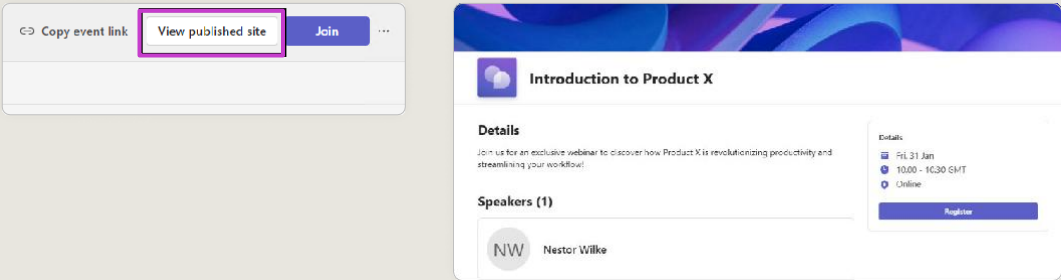 Copy event link
View published site
Join
Introduction to Product X
Details
Join us for an exclusive webinar to discover how Product X is revolutionizing productivity and
streamlining your workflow!
Speakers (1)
NW
Nestor Wilke
Details
Fri, 31 Jan
10:00 - 10:30 GMT
Online
Register